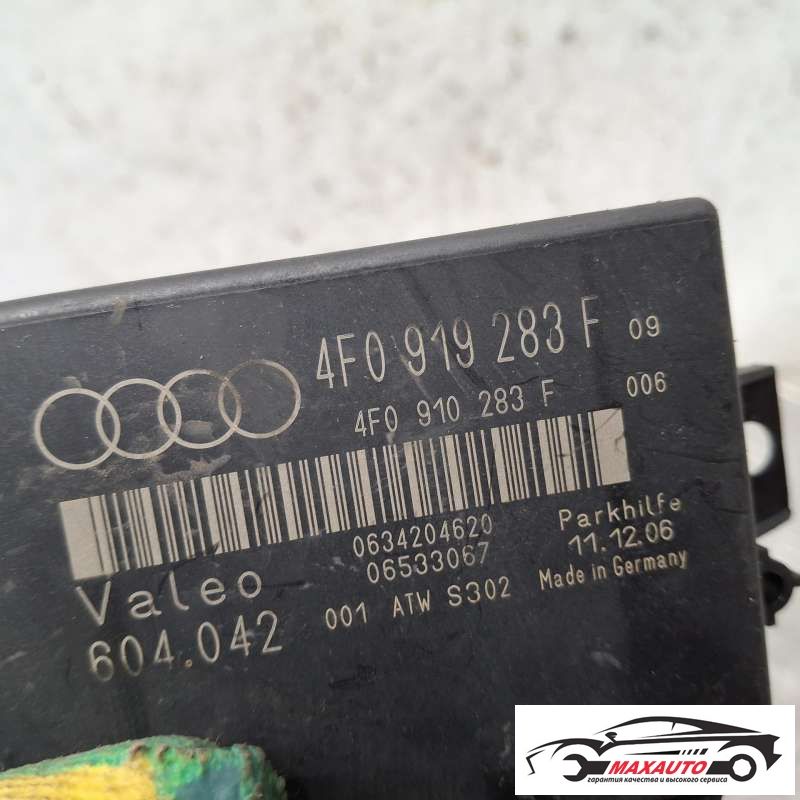 4F0 919 283 F 09
4F0 910 283 F 006
0634204620
06533067
Parkhilfe
11.12.06
Valeo
604.042
001 ATW S302
Made in Germany
MAXAUTO
гарантия качества и высокого сервиса